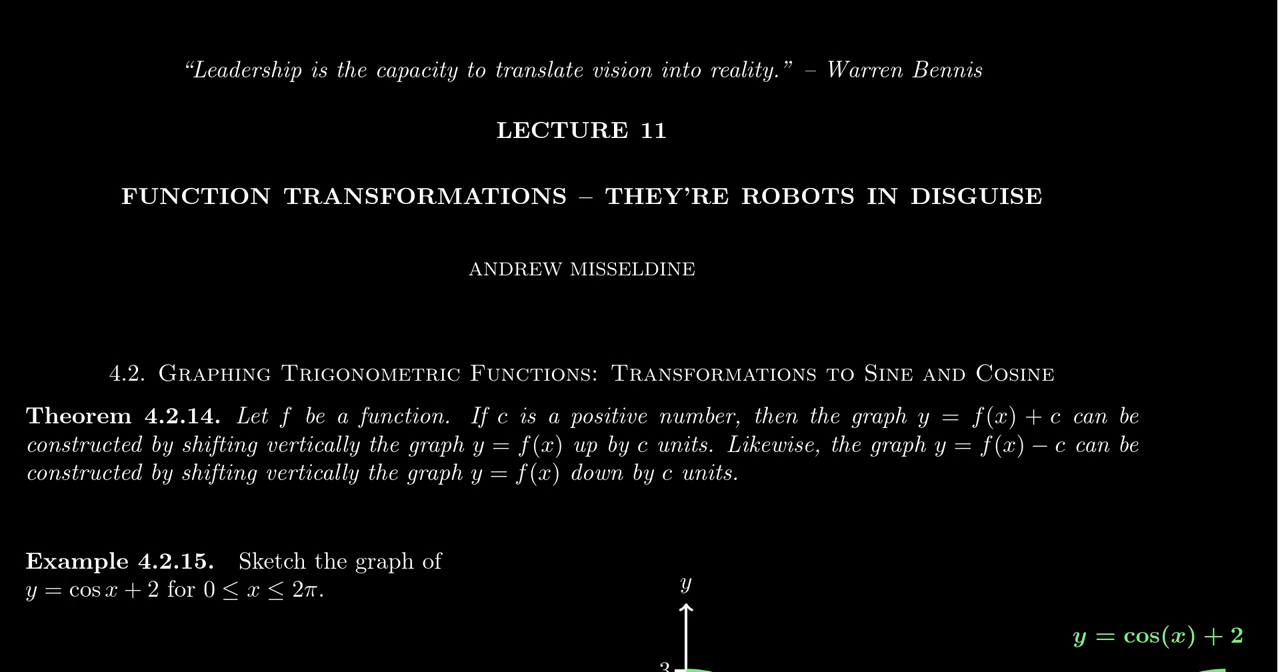 “Leadership is the capacity to translate vision into reality.” – Warren Bennis
LECTURE 11
FUNCTION TRANSFORMATIONS – THEY’RE ROBOTS IN DISGUISE
ANDREW MISSELDINE
4.2. Graphing Trigonometric Functions: Transformations to Sine and Cosine
Theorem 4.2.14. Let f be a function. If c is a positive number, then the graph y = f(x) + c can be
constructed by shifting vertically the graph y = f(x) up by c units. Likewise, the graph y = f(x) − c can be
constructed by shifting vertically the graph y = f(x) down by c units.
Example 4.2.15. Sketch the graph of
y = cos x + 2 for 0 ≤ x ≤ 2π.
y
y = cos(x) + 2
3